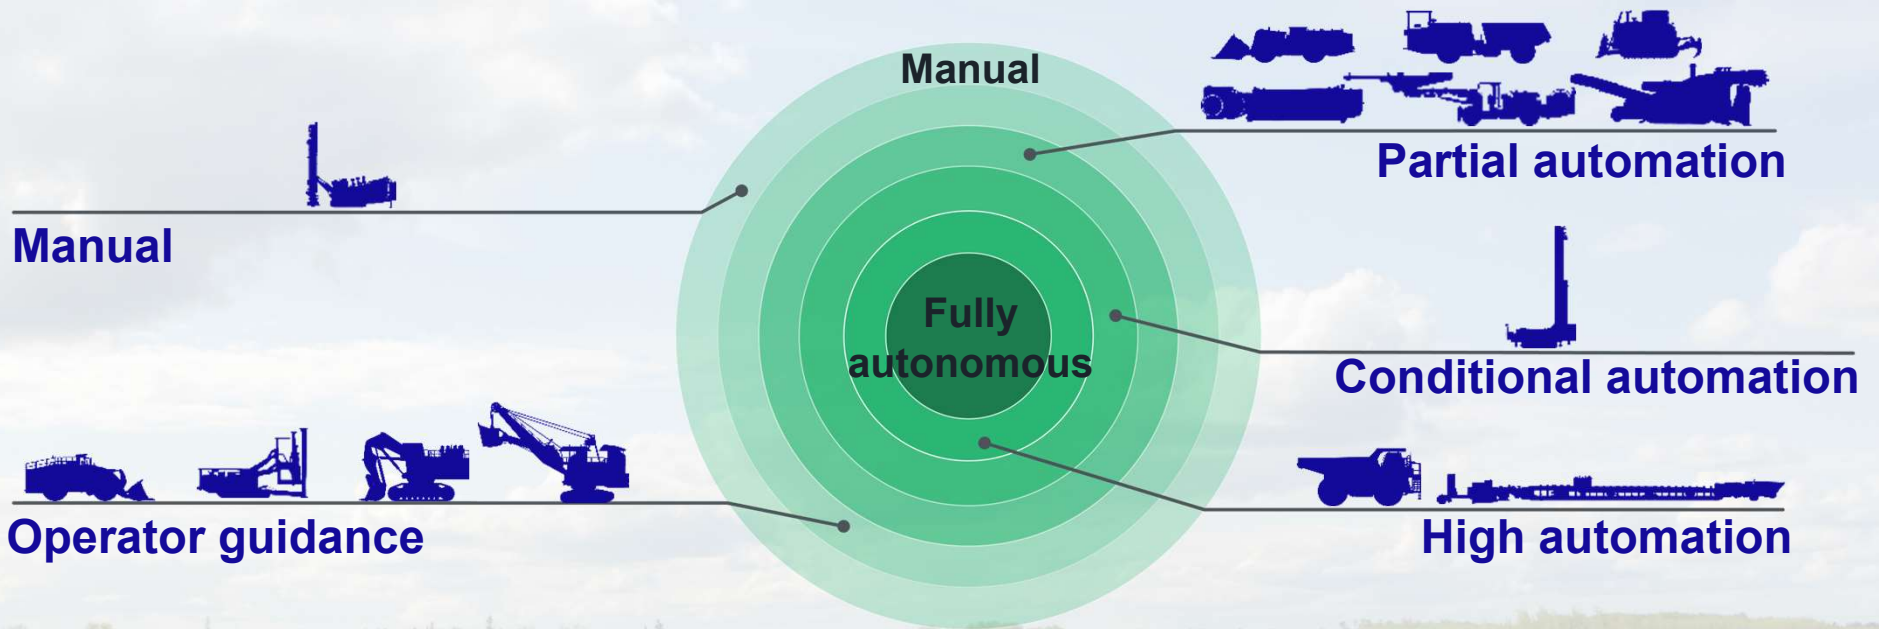 Manual
Partial automation
Manual
Fully
autonomous
Conditional automation
Operator guidance
High automation